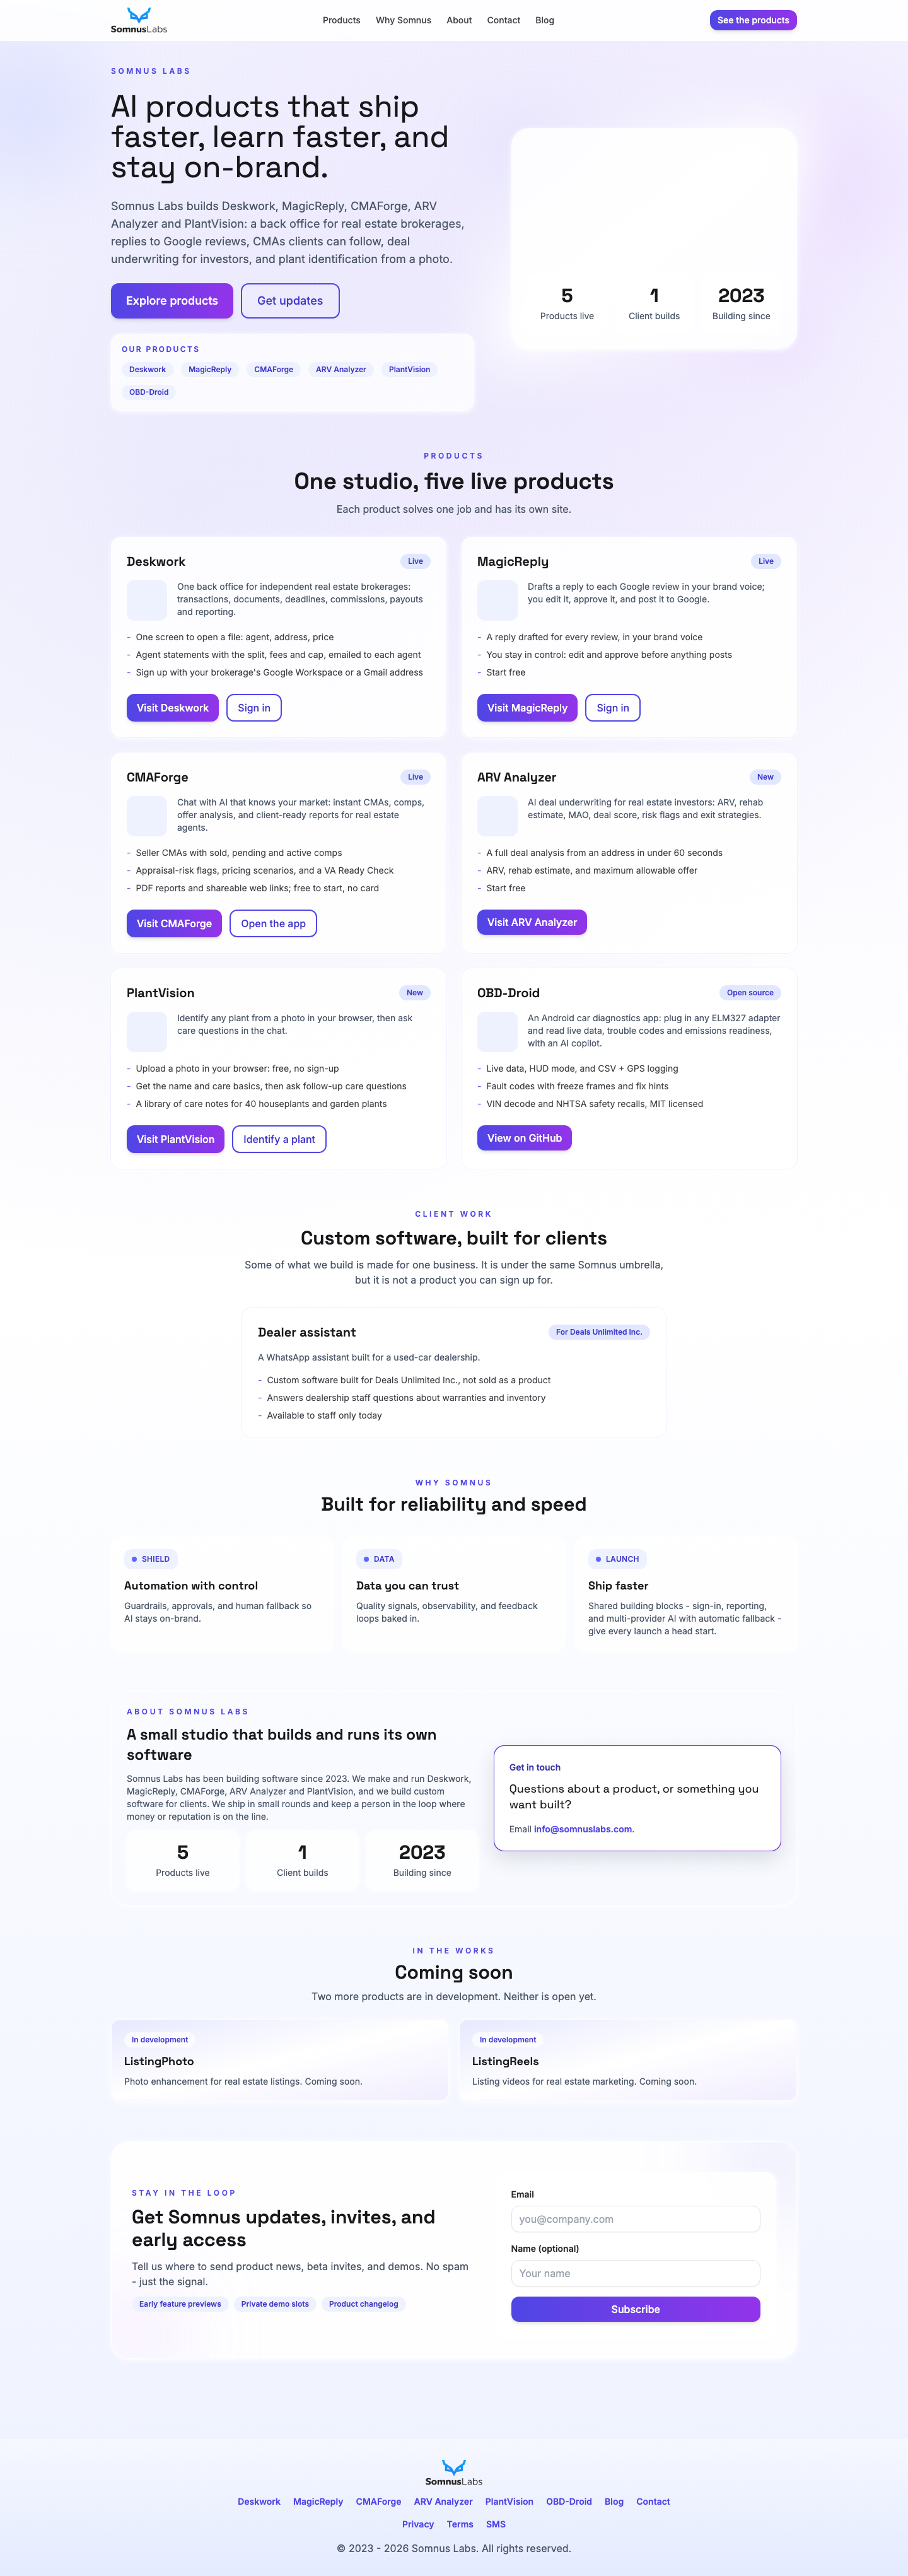 SomnusLabs
Products
Why Somnus
About
Contact
Blog
See the products
SOMNUS LABS
AI products that ship
faster, learn faster, and
stay on-brand.
Somnus Labs builds Deskwork, MagicReply, CMAForge, ARV
Analyzer and PlantVision: a back office for real estate brokerages,
replies to Google reviews, CMAs clients can follow, deal
underwriting for investors, and plant identification from a photo.
Explore products
Get updates
OUR PRODUCTS
Deskwork MagicReply CMAForge ARV Analyzer PlantVision
OBD-Droid
5 1 2023
Products live Client builds Building since
PRODUCTS
One studio, five live products
Each product solves one job and has its own site.
Deskwork
Live
One back office for independent real estate brokerages:
transactions, documents, deadlines, commissions, payouts
and reporting.
- One screen to open a file: agent, address, price
- Agent statements with the split, fees and cap, emailed to each agent
- Sign up with your brokerage's Google Workspace or a Gmail address
Visit Deskwork
Sign in
MagicReply
Live
Drafts a reply to each Google review in your brand voice;
you edit it, approve it, and post it to Google.
- A reply drafted for every review, in your brand voice
- You stay in control: edit and approve before anything posts
- Start free
Visit MagicReply
Sign in
CMAForge
Live
Chat with AI that knows your market: instant CMAs, comps,
offer analysis, and client-ready reports for real estate
agents.
- Seller CMAs with sold, pending and active comps
- Appraisal-risk flags, pricing scenarios, and a VA Ready Check
- PDF reports and shareable web links; free to start, no card
Visit CMAForge
Open the app
ARV Analyzer
New
AI deal underwriting for real estate investors: ARV, rehab
estimate, MAO, deal score, risk flags and exit strategies.
- A full deal analysis from an address in under 60 seconds
- ARV, rehab estimate, and maximum allowable offer
- Start free
Visit ARV Analyzer
PlantVision
New
Identify any plant from a photo in your browser, then ask
care questions in the chat.
- Upload a photo in your browser: free, no sign-up
- Get the name and care basics, then ask follow-up care questions
- A library of care notes for 40 houseplants and garden plants
Visit PlantVision
Identify a plant
OBD-Droid
Open source
An Android car diagnostics app: plug in any ELM327 adapter
and read live data, trouble codes and emissions readiness,
with an AI copilot.
- Live data, HUD mode, and CSV + GPS logging
- Fault codes with freeze frames and fix hints
- VIN decode and NHTSA safety recalls, MIT licensed
View on GitHub
CLIENT WORK
Custom software, built for clients
Some of what we build is made for one business. It is under the same Somnus umbrella,
but it is not a product you can sign up for.
Dealer assistant
For Deals Unlimited Inc.
A WhatsApp assistant built for a used-car dealership.
- Custom software built for Deals Unlimited Inc., not sold as a product
- Answers dealership staff questions about warranties and inventory
- Available to staff only today
WHY SOMNUS
Built for reliability and speed
SHIELD
Automation with control
Guardrails, approvals, and human fallback so
AI stays on-brand.
DATA
Data you can trust
Quality signals, observability, and feedback
loops baked in.
LAUNCH
Ship faster
Shared building blocks - sign-in, reporting,
and multi-provider AI with automatic fallback -
give every launch a head start.
ABOUT SOMNUS LABS
A small studio that builds and runs its own
software
Somnus Labs has been building software since 2023. We make and run Deskwork,
MagicReply, CMAForge, ARV Analyzer and PlantVision, and we build custom
software for clients. We ship in small rounds and keep a person in the loop where
money or reputation is on the line.
5 1 2023
Products live Client builds Building since
Get in touch
Questions about a product, or something you
want built?
Email info@somnuslabs.com.
IN THE WORKS
Coming soon
Two more products are in development. Neither is open yet.
In development
ListingPhoto
Photo enhancement for real estate listings. Coming soon.
In development
ListingReels
Listing videos for real estate marketing. Coming soon.
STAY IN THE LOOP
Get Somnus updates, invites, and
early access
Tell us where to send product news, beta invites, and demos. No spam
- just the signal.
Early feature previews Private demo slots Product changelog
Email
you@company.com
Name (optional)
Your name
Subscribe
SomnusLabs
Deskwork MagicReply CMAForge ARV Analyzer PlantVision OBD-Droid Blog Contact
Privacy Terms SMS
© 2023 - 2026 Somnus Labs. All rights reserved.